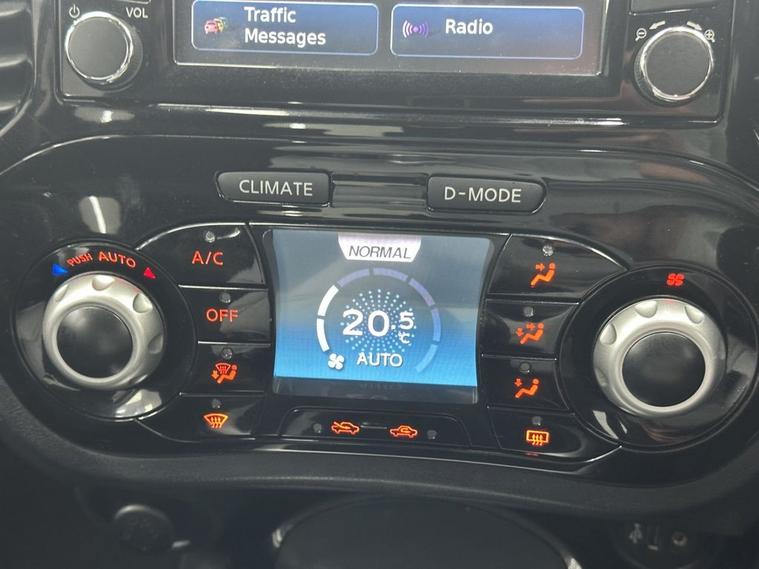 VOL
Traffic
Messages
Radio
CLIMATE
D-MODE
PUSH AUTO
A/C
NORMAL
OFF
20.5
°C
AUTO